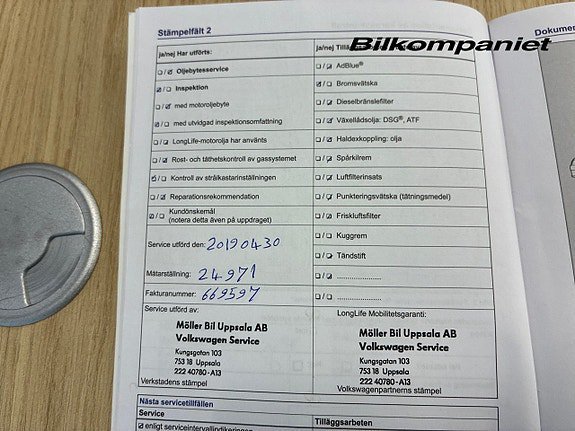 Stämpelfält 2
Dokumen
Bilkompaniet
ja/nej Har utförts:
Oljebytesservice
Inspektion
med motoroljebyte
med utvidgad inspektionsomfattning
LongLife-motorolja har använts
Rost- och täthetskontroll av gassystemet
Kontroll av strålkastarinställningen
Reparationsrekommendation
Kundönskemål
(notera detta även på uppdraget)
Service utförd den: 20190430
Mätarställning: 24971
Fakturanummer: 669597
Service utförd av:
Möller Bil Uppsala AB
Volkswagen Service
Kungsgatan 103
753 18 Uppsala
222 40780-A13
Verkstadens stämpel
ja/nej
AdBlue®
Bromsvätska
Dieselbränslefilter
Växellådsolja: DSG®, ATF
Haldexkoppling: olja
Spårkilrem
Luftfilterinsats
Punkteringsvätska (tätningsmedel)
Friskluftsfilter
Kuggrem
Tändstift
LongLife Mobilitetsgaranti:
Möller Bil Uppsala AB
Volkswagen Service
Kungsgatan 103
753 18 Uppsala
222 40780-A13
Volkswagenpartnerns stämpel
Nästa servicetillfällen
Service
Tilläggsarbeten
enligt serviceintervallindikeringen